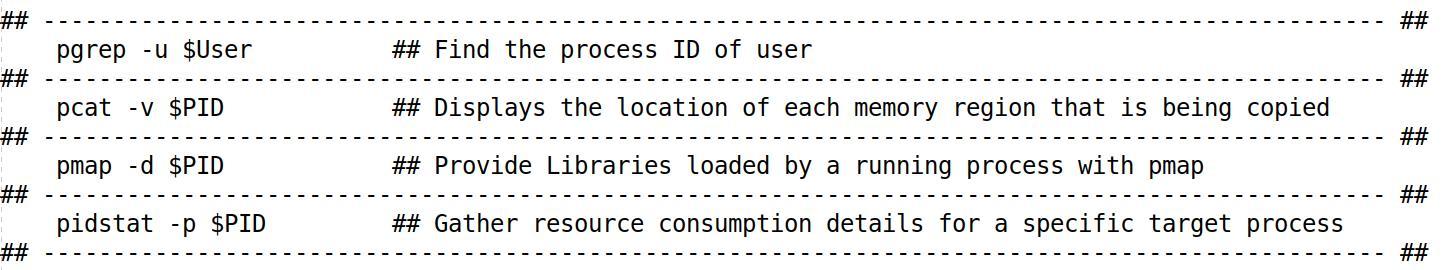 ## ------------------------------------------------------------------------------------------------ ##
    pgrep -u $User          ## Find the process ID of user
## ------------------------------------------------------------------------------------------------ ##
    pcat -v $PID            ## Displays the location of each memory region that is being copied
## ------------------------------------------------------------------------------------------------ ##
    pmap -d $PID            ## Provide Libraries loaded by a running process with pmap
## ------------------------------------------------------------------------------------------------ ##
    pidstat -p $PID         ## Gather resource consumption details for a specific target process
## ------------------------------------------------------------------------------------------------ ##